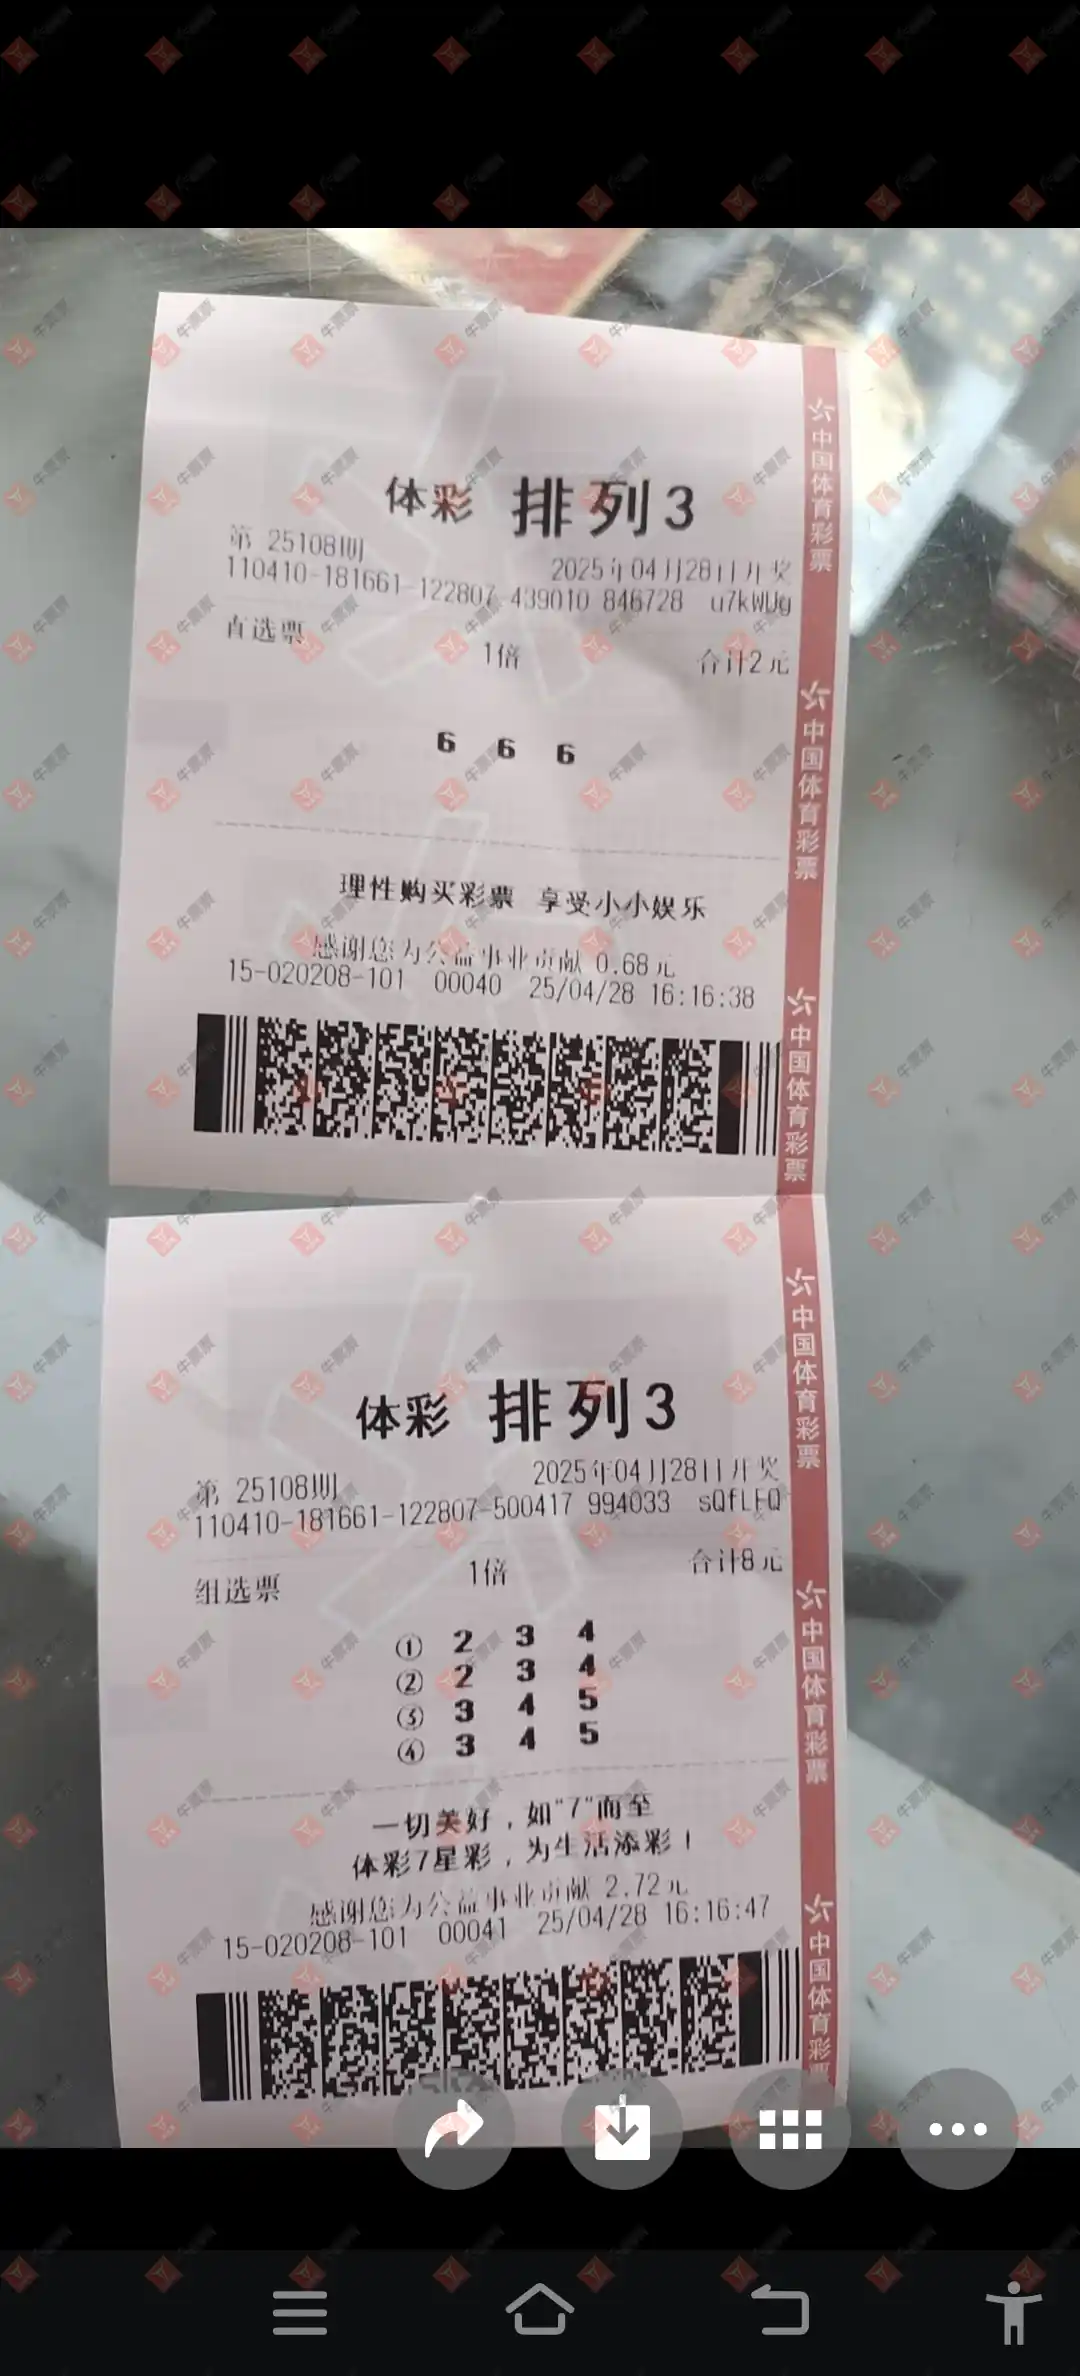 体彩 排列3
第 25108期
2025年04月28日开奖
110410-181661-122807-439010 846728 u7kWUg
直选票
1倍
合计2元
6 6 6
理性购买彩票 享受小小娱乐
感谢您为公益事业贡献 0.68元
15-020208-101 00040 25/04/28 16:16:38
中国体育彩票
中国体育彩票
中国体育彩票
体彩 排列3
第 25108期
2025年04月28日开奖
110410-181661-122807-500417 994033 sQfLFQ
组选票
1倍
合计8元
① 2 3 4
② 2 3 4
③ 3 4 5
④ 3 4 5
一切美好，如"7"而至
体彩7星彩，为生活添彩！
感谢您为公益事业贡献 2.72元
15-020208-101 00041 25/04/28 16:16:47
中国体育彩票
中国体育彩票
中国体育彩票
牛票票